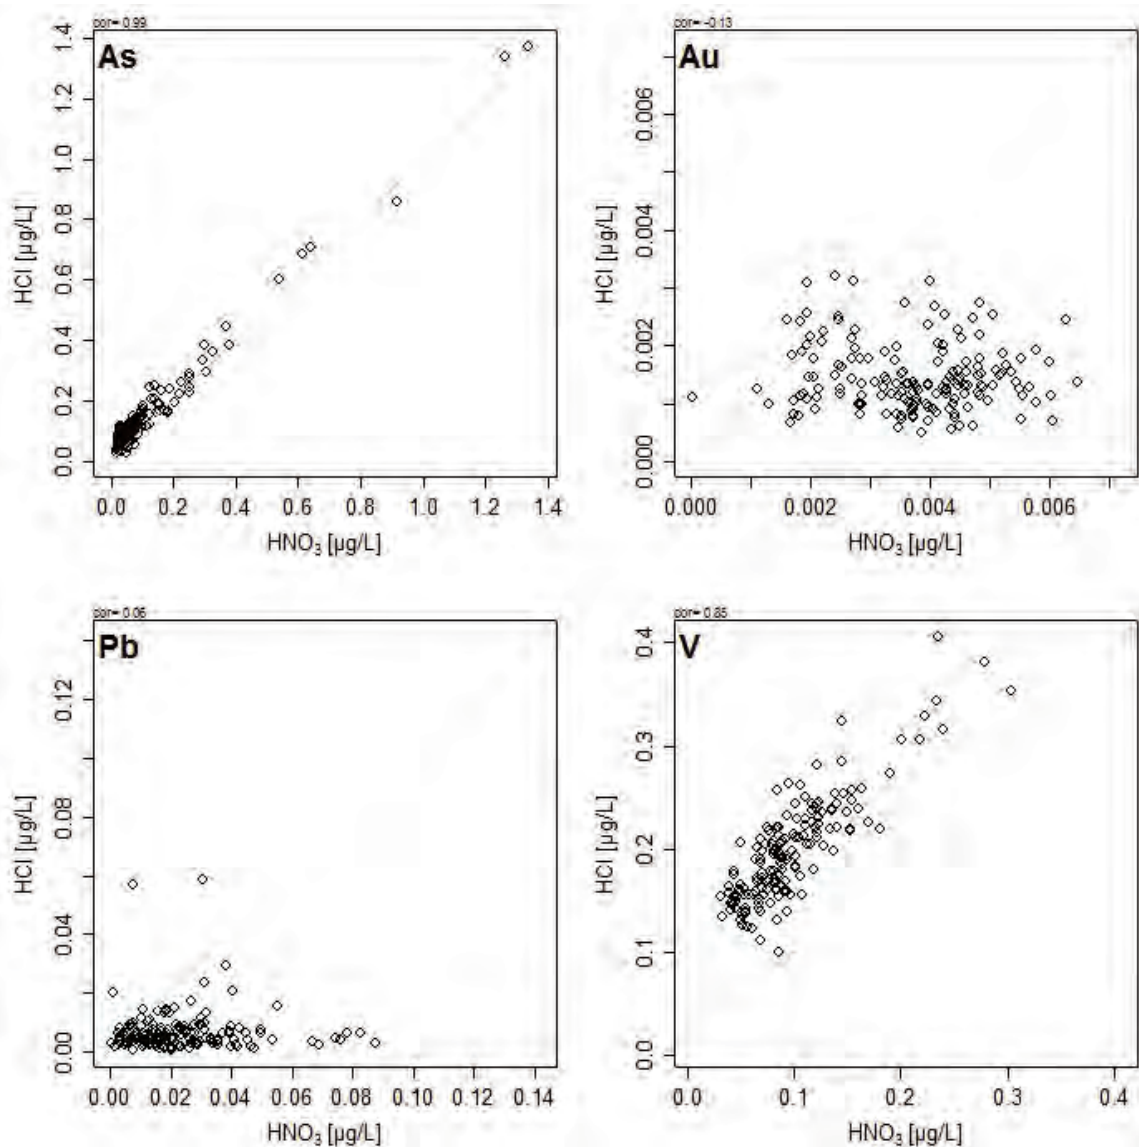 cor= 0.99
As
1.4
1.2
1.0
0.8
0.6
0.4
0.2
0.0
HCl [µg/L]
0.0 0.2 0.4 0.6 0.8 1.0 1.2 1.4
HNO3 [µg/L]
cor= -0.13
Au
0.006
0.004
0.002
0.000
HCl [µg/L]
0.000 0.002 0.004 0.006
HNO3 [µg/L]
cor= 0.06
Pb
0.12
0.08
0.04
0.00
HCl [µg/L]
0.00 0.02 0.04 0.06 0.08 0.10 0.12 0.14
HNO3 [µg/L]
cor= 0.85
V
0.4
0.3
0.2
0.1
0.0
HCl [µg/L]
0.0 0.1 0.2 0.3 0.4
HNO3 [µg/L]